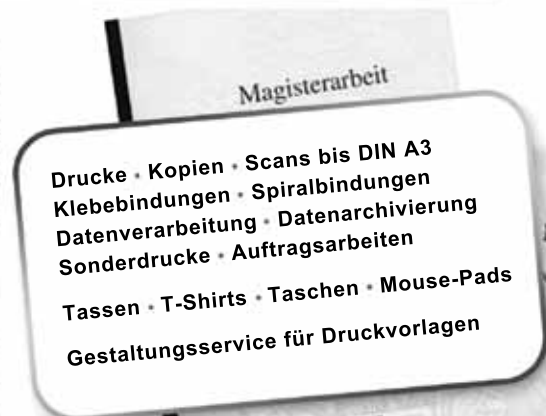 Magisterarbeit
Drucke · Kopien · Scans bis DIN A3
Klebebindungen · Spiralbindungen
Datenverarbeitung · Datenarchivierung
Sonderdrucke · Auftragsarbeiten
Tassen · T-Shirts · Taschen · Mouse-Pads
Gestaltungsservice für Druckvorlagen